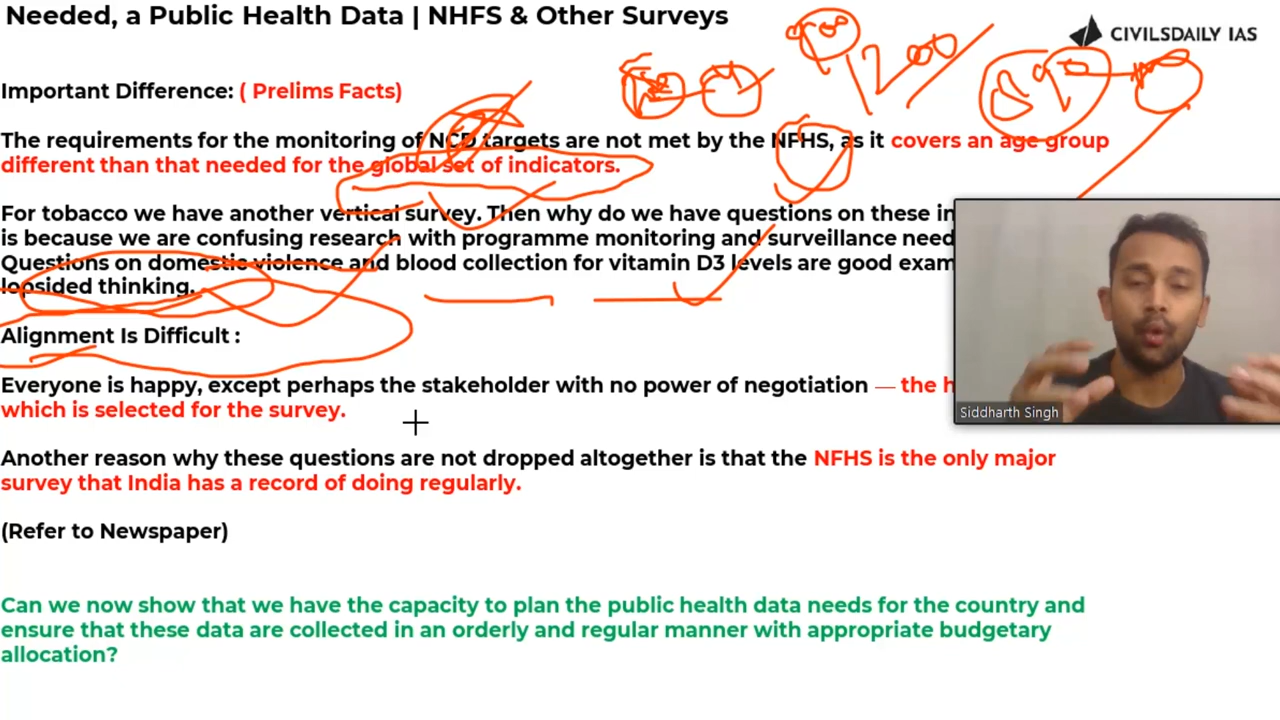 Needed, a Public Health Data | NHFS & Other Surveys
CIVILSDAILY IAS
Important Difference: ( Prelims Facts)
The requirements for the monitoring of NCD targets are not met by the NFHS, as it covers an age group
different than that needed for the global set of indicators.
For tobacco we have another vertical survey. Then why do we have questions on these in
is because we are confusing research with programme monitoring and surveillance need
Questions on domestic violence and blood collection for vitamin D3 levels are good exam
lopsided thinking.
Alignment Is Difficult :
Everyone is happy, except perhaps the stakeholder with no power of negotiation — the h
which is selected for the survey.
Siddharth Singh
Another reason why these questions are not dropped altogether is that the NFHS is the only major
survey that India has a record of doing regularly.
(Refer to Newspaper)
Can we now show that we have the capacity to plan the public health data needs for the country and
ensure that these data are collected in an orderly and regular manner with appropriate budgetary
allocation?